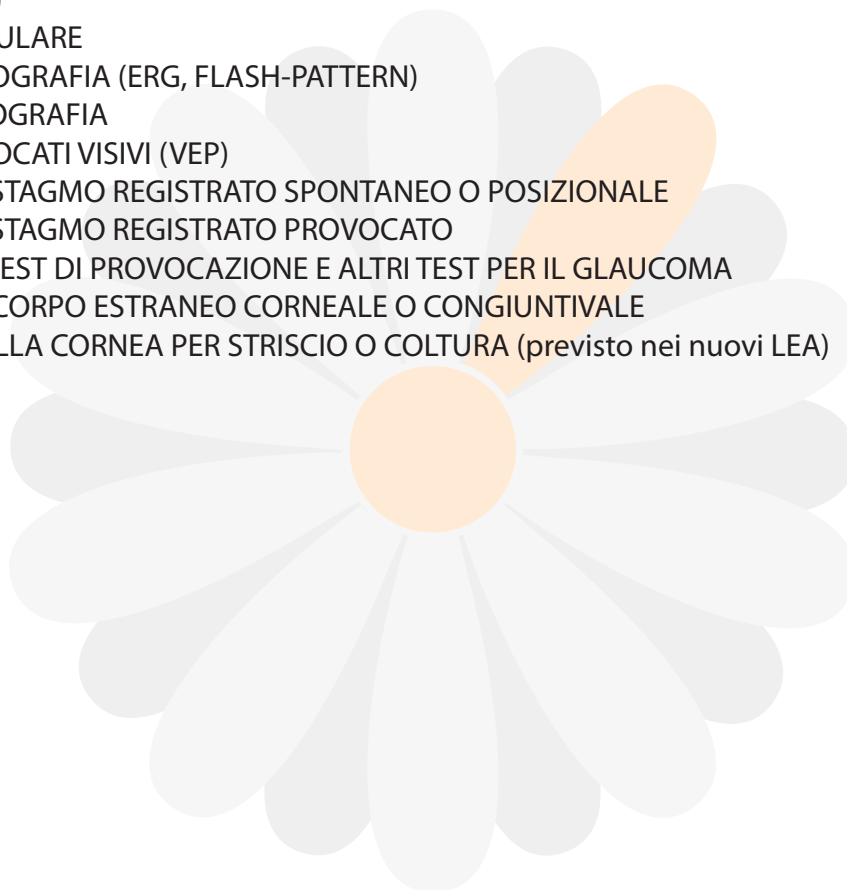 ULARE
OGRAFIA (ERG, FLASH-PATTERN)
OGRAFIA
OCATI VISIVI (VEP)
STAGMO REGISTRATO SPONTANEO O POSIZIONALE
STAGMO REGISTRATO PROVOCATO
EST DI PROVOCAZIONE E ALTRI TEST PER IL GLAUCOMA
CORPO ESTRANEO CORNEALE O CONGIUNTIVALE
LLA CORNEA PER STRISCIO O COLTURA (previsto nei nuovi LEA)